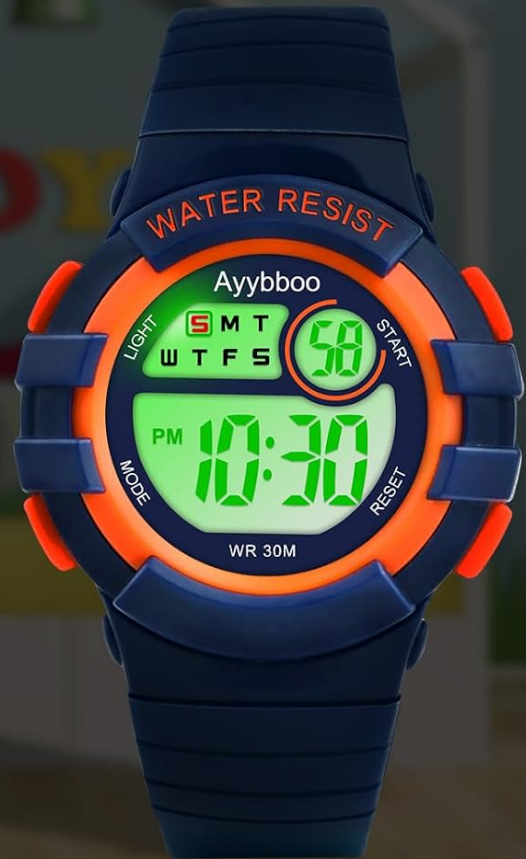 WATER RESIST
Ayybboo
LIGHT
START
S M T
W T F S
58
PM 10:30
MODE
RESET
WR 30M